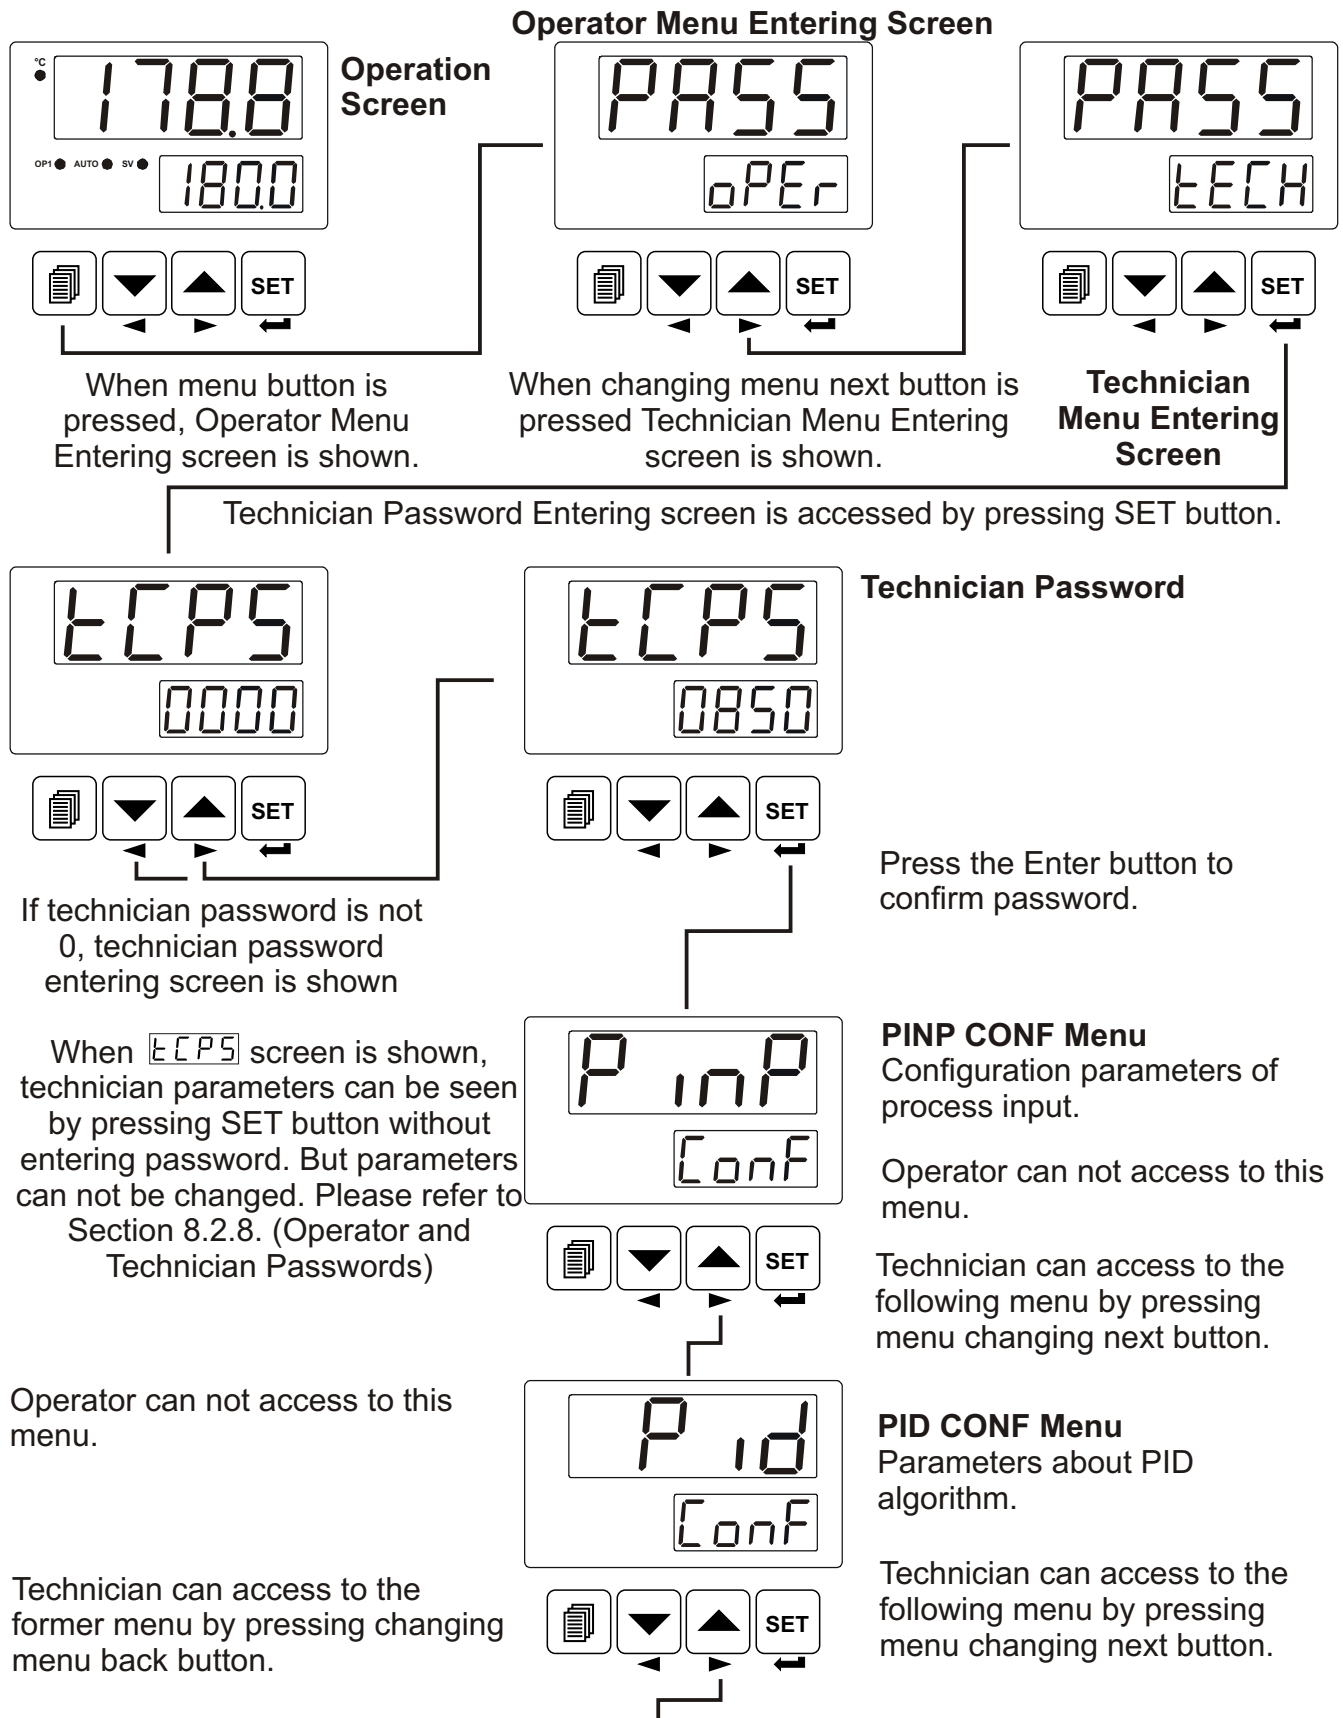 Operator Menu Entering Screen
°C
178.8
Operation
Screen
OP1 AUTO SV
180.0
PASS
oPEr
PASS
tECH
SET
SET
SET
When menu button is
pressed, Operator Menu
Entering screen is shown.
When changing menu next button is
pressed Technician Menu Entering
screen is shown.
Technician
Menu Entering
Screen
Technician Password Entering screen is accessed by pressing SET button.
tCPS
0000
SET
tCPS
0850
SET
Technician Password
If technician password is not
0, technician password
entering screen is shown
Press the Enter button to
confirm password.
When tCPS screen is shown,
technician parameters can be seen
by pressing SET button without
entering password. But parameters
can not be changed. Please refer to
Section 8.2.8. (Operator and
Technician Passwords)
PinP
ConF
SET
PINP CONF Menu
Configuration parameters of
process input.
Operator can not access to this
menu.
Technician can access to the
following menu by pressing
menu changing next button.
Operator can not access to this
menu.
Technician can access to the
former menu by pressing changing
menu back button.
Pid
ConF
SET
PID CONF Menu
Parameters about PID
algorithm.
Technician can access to the
following menu by pressing
menu changing next button.